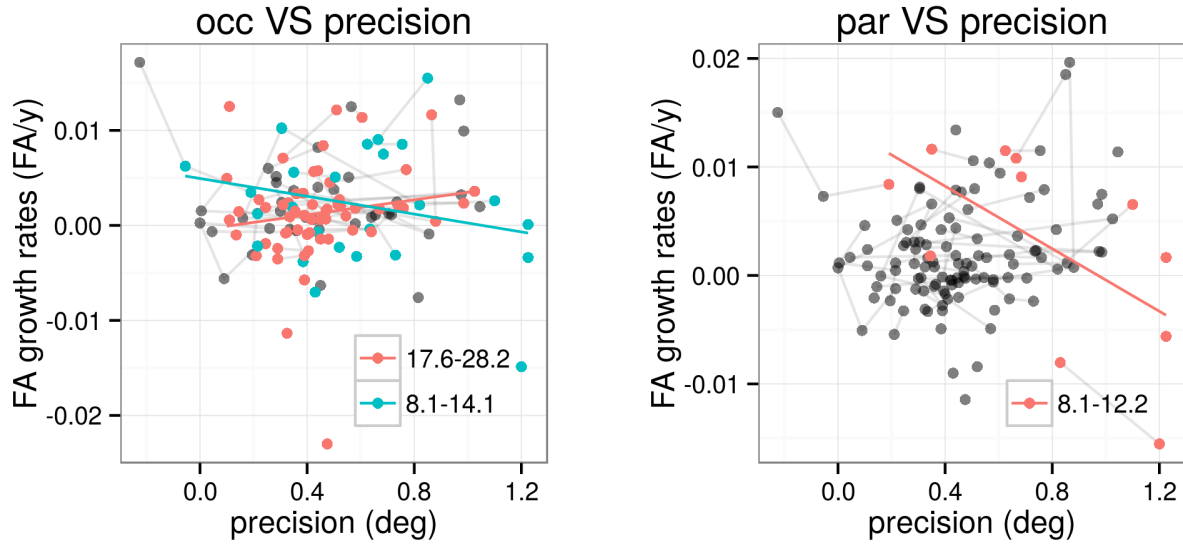 occ VS precision
FA growth rates (FA/y)
0.01
0.00
-0.01
-0.02
17.6-28.2
8.1-14.1
0.0 0.4 0.8 1.2
precision (deg)
par VS precision
FA growth rates (FA/y)
0.02
0.01
0.00
-0.01
8.1-12.2
0.0 0.4 0.8 1.2
precision (deg)